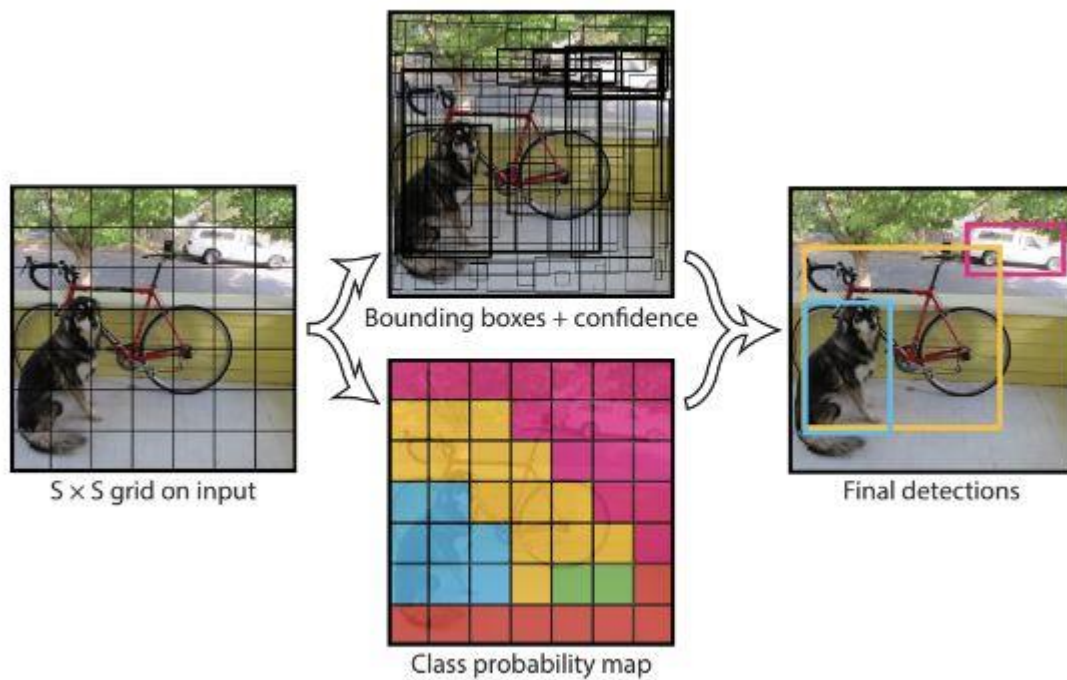 Bounding boxes + confidence
S × S grid on input
Final detections
Class probability map